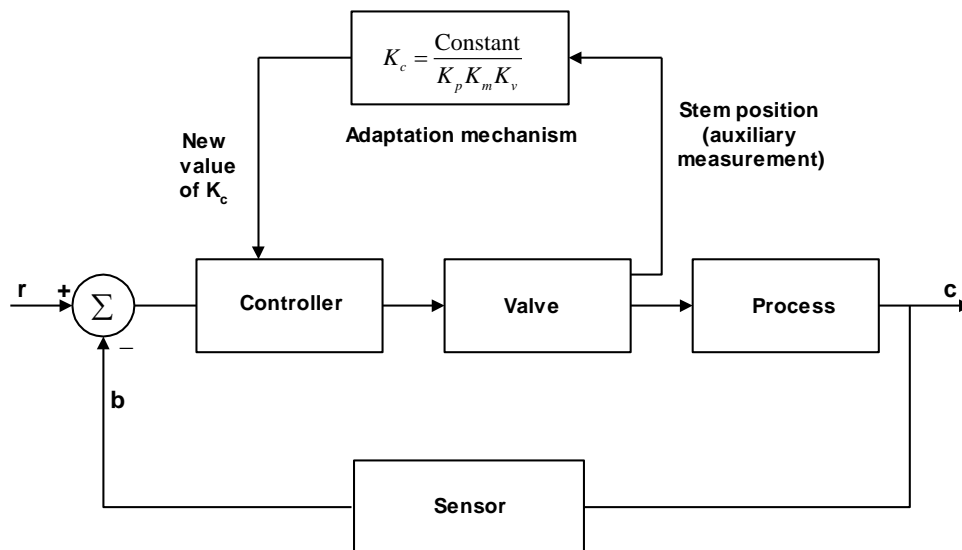 K_c = Constant / K_p K_m K_v
Adaptation mechanism
Stem position
(auxiliary
measurement)
New
value
of K_c
r
+
Σ
−
Controller
Valve
Process
c
b
Sensor